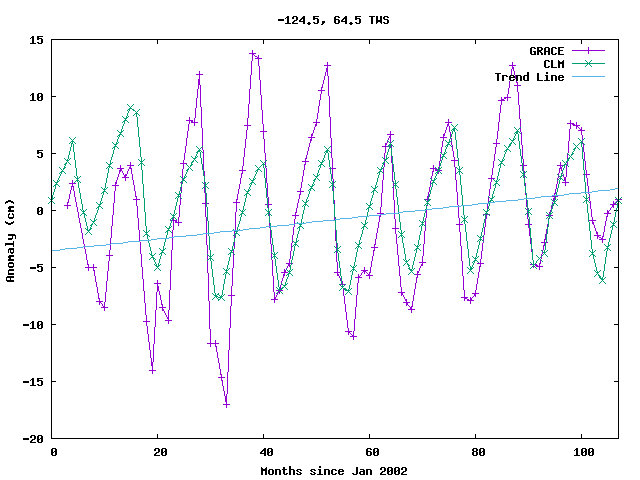 -124.5, 64.5 TWS
GRACE
CLM
Trend Line
15
10
5
0
-5
-10
-15
-20
Anomaly (cm)
0 20 40 60 80 100
Months since Jan 2002